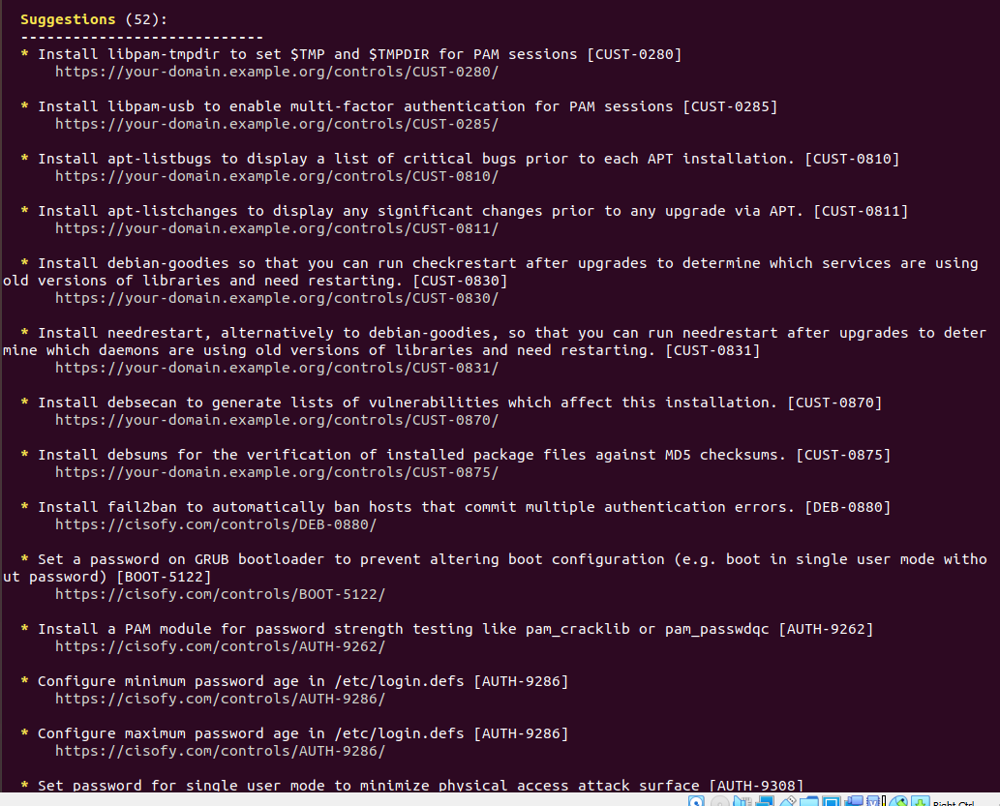 Suggestions (52):
----------------------------
* Install libpam-tmpdir to set $TMP and $TMPDIR for PAM sessions [CUST-0280]
https://your-domain.example.org/controls/CUST-0280/
* Install libpam-usb to enable multi-factor authentication for PAM sessions [CUST-0285]
https://your-domain.example.org/controls/CUST-0285/
* Install apt-listbugs to display a list of critical bugs prior to each APT installation. [CUST-0810]
https://your-domain.example.org/controls/CUST-0810/
* Install apt-listchanges to display any significant changes prior to any upgrade via APT. [CUST-0811]
https://your-domain.example.org/controls/CUST-0811/
* Install debian-goodies so that you can run checkrestart after upgrades to determine which services are using
old versions of libraries and need restarting. [CUST-0830]
https://your-domain.example.org/controls/CUST-0830/
* Install needrestart, alternatively to debian-goodies, so that you can run needrestart after upgrades to deter
mine which daemons are using old versions of libraries and need restarting. [CUST-0831]
https://your-domain.example.org/controls/CUST-0831/
* Install debsecan to generate lists of vulnerabilities which affect this installation. [CUST-0870]
https://your-domain.example.org/controls/CUST-0870/
* Install debsums for the verification of installed package files against MD5 checksums. [CUST-0875]
https://your-domain.example.org/controls/CUST-0875/
* Install fail2ban to automatically ban hosts that commit multiple authentication errors. [DEB-0880]
https://cisofy.com/controls/DEB-0880/
* Set a password on GRUB bootloader to prevent altering boot configuration (e.g. boot in single user mode witho
ut password) [BOOT-5122]
https://cisofy.com/controls/BOOT-5122/
* Install a PAM module for password strength testing like pam_cracklib or pam_passwdqc [AUTH-9262]
https://cisofy.com/controls/AUTH-9262/
* Configure minimum password age in /etc/login.defs [AUTH-9286]
https://cisofy.com/controls/AUTH-9286/
* Configure maximum password age in /etc/login.defs [AUTH-9286]
https://cisofy.com/controls/AUTH-9286/
* Set password for single user mode to minimize physical access attack surface [AUTH-9308]
Right Ctrl